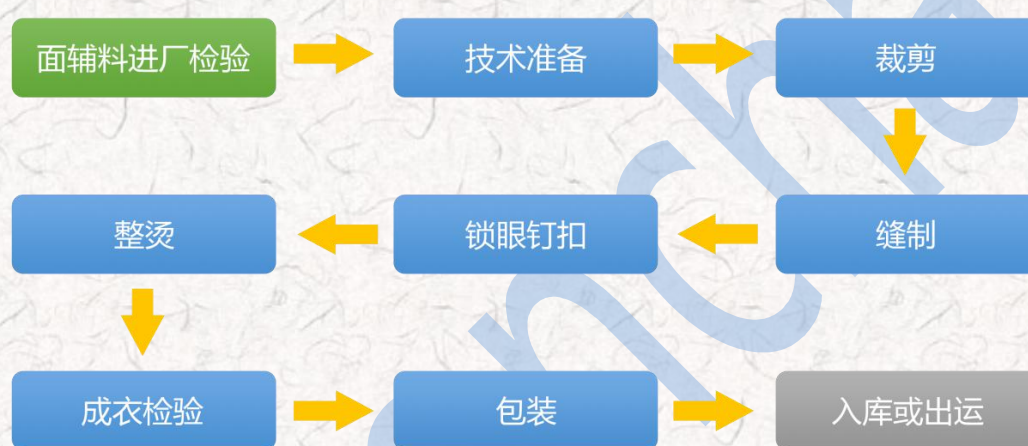 面辅料进厂检验
技术准备
裁剪
缝制
锁眼钉扣
整烫
成衣检验
包装
入库或出运